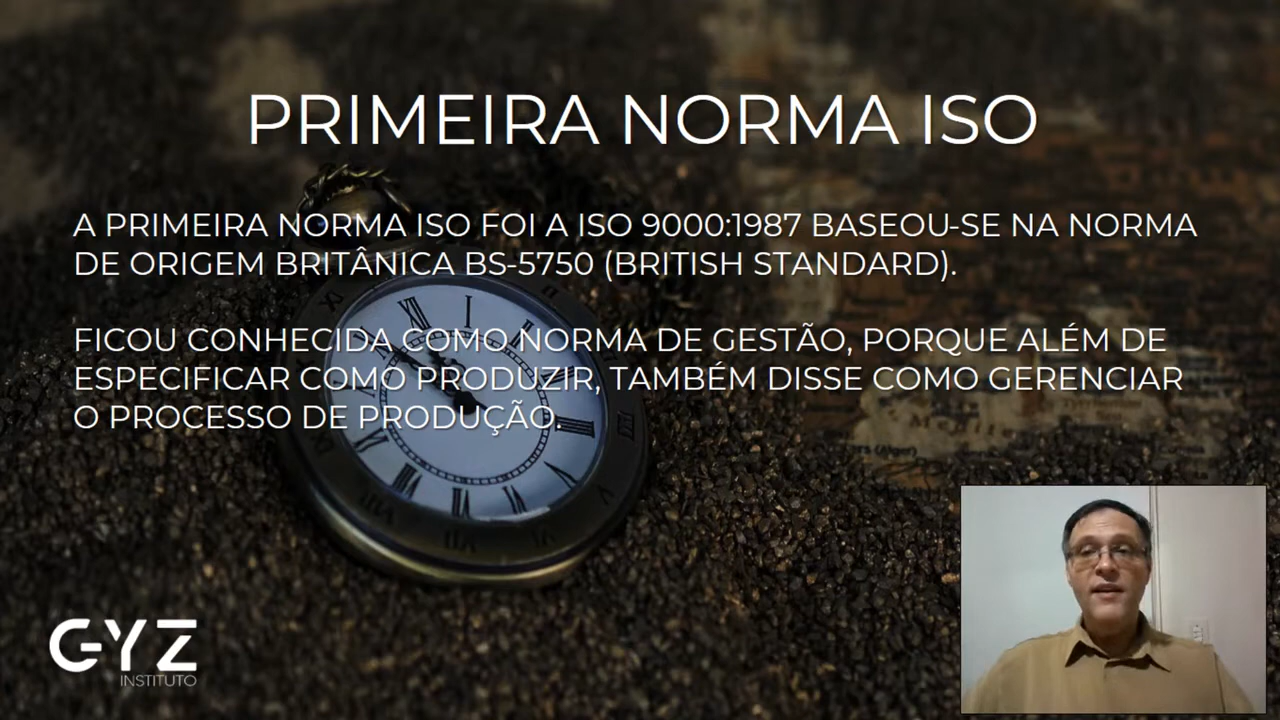 PRIMEIRA NORMA ISO
A PRIMEIRA NORMA ISO FOI A ISO 9000:1987 BASEOU-SE NA NORMA
DE ORIGEM BRITÂNICA BS-5750 (BRITISH STANDARD).
FICOU CONHECIDA COMO NORMA DE GESTÃO, PORQUE ALÉM DE
ESPECIFICAR COMO PRODUZIR, TAMBÉM DISSE COMO GERENCIAR
O PROCESSO DE PRODUÇÃO.
GYZ
INSTITUTO